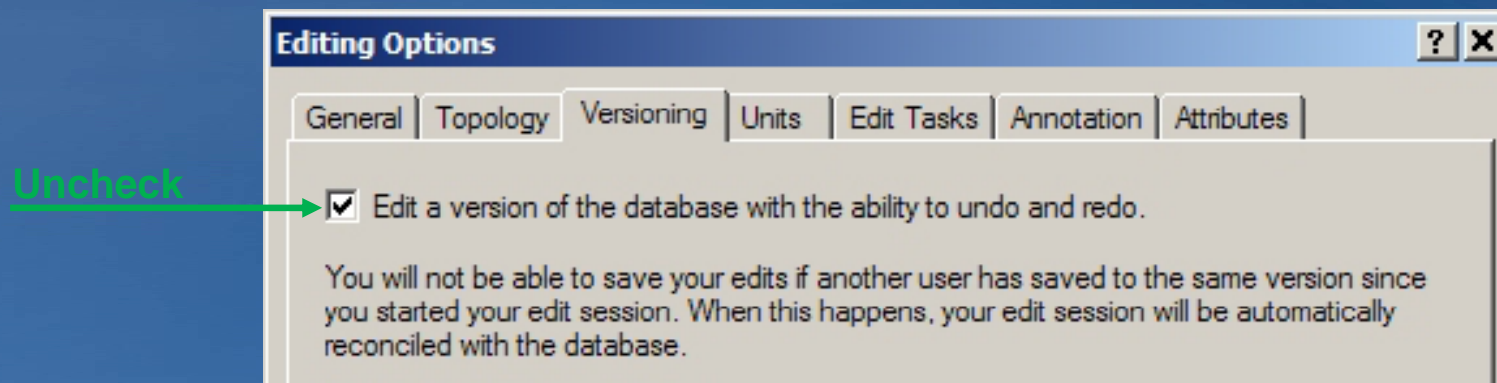 Editing Options
General Topology Versioning Units Edit Tasks Annotation Attributes
Uncheck
Edit a version of the database with the ability to undo and redo.
You will not be able to save your edits if another user has saved to the same version since
you started your edit session. When this happens, your edit session will be automatically
reconciled with the database.